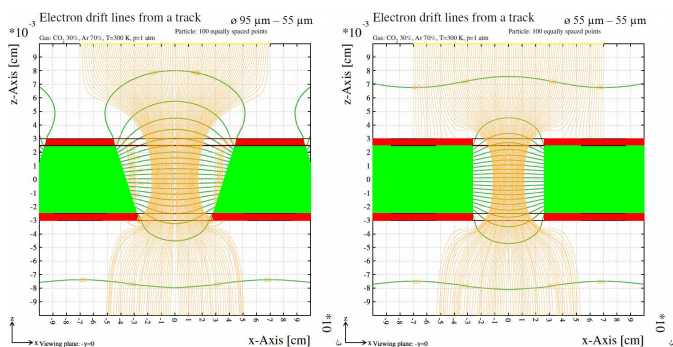 Electron drift lines from a track
ø 95 µm – 55 µm
*10⁻³
Gas: CO₂ 30%, Ar 70%, T=300 K, p=1 atm
Particle: 100 equally spaced points
z-Axis [cm]
9
8
7
6
5
4
3
2
1
0
-1
-2
-3
-4
-5
-6
-7
-8
-9
-9 -8 -7 -6 -5 -4 -3 -2 -1 0 1 2 3 4 5 6 7 8 9
x-Axis [cm]
*10⁻³
z
x Viewing plane: -y=0
Electron drift lines from a track
ø 55 µm – 55 µm
*10⁻³
Gas: CO₂ 30%, Ar 70%, T=300 K, p=1 atm
Particle: 100 equally spaced points
z-Axis [cm]
9
8
7
6
5
4
3
2
1
0
-1
-2
-3
-4
-5
-6
-7
-8
-9
-9 -8 -7 -6 -5 -4 -3 -2 -1 0 1 2 3 4 5 6 7 8 9
x-Axis [cm]
*10⁻³
z
x Viewing plane: -y=0